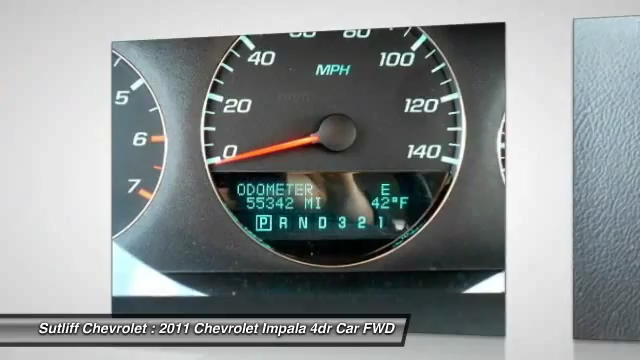 60 80
40 100
MPH
5
20 120
6
0 140
7
ODOMETER E
55342 MI 42°F
P R N D 3 2 1
Sutliff Chevrolet : 2011 Chevrolet Impala 4dr Car FWD